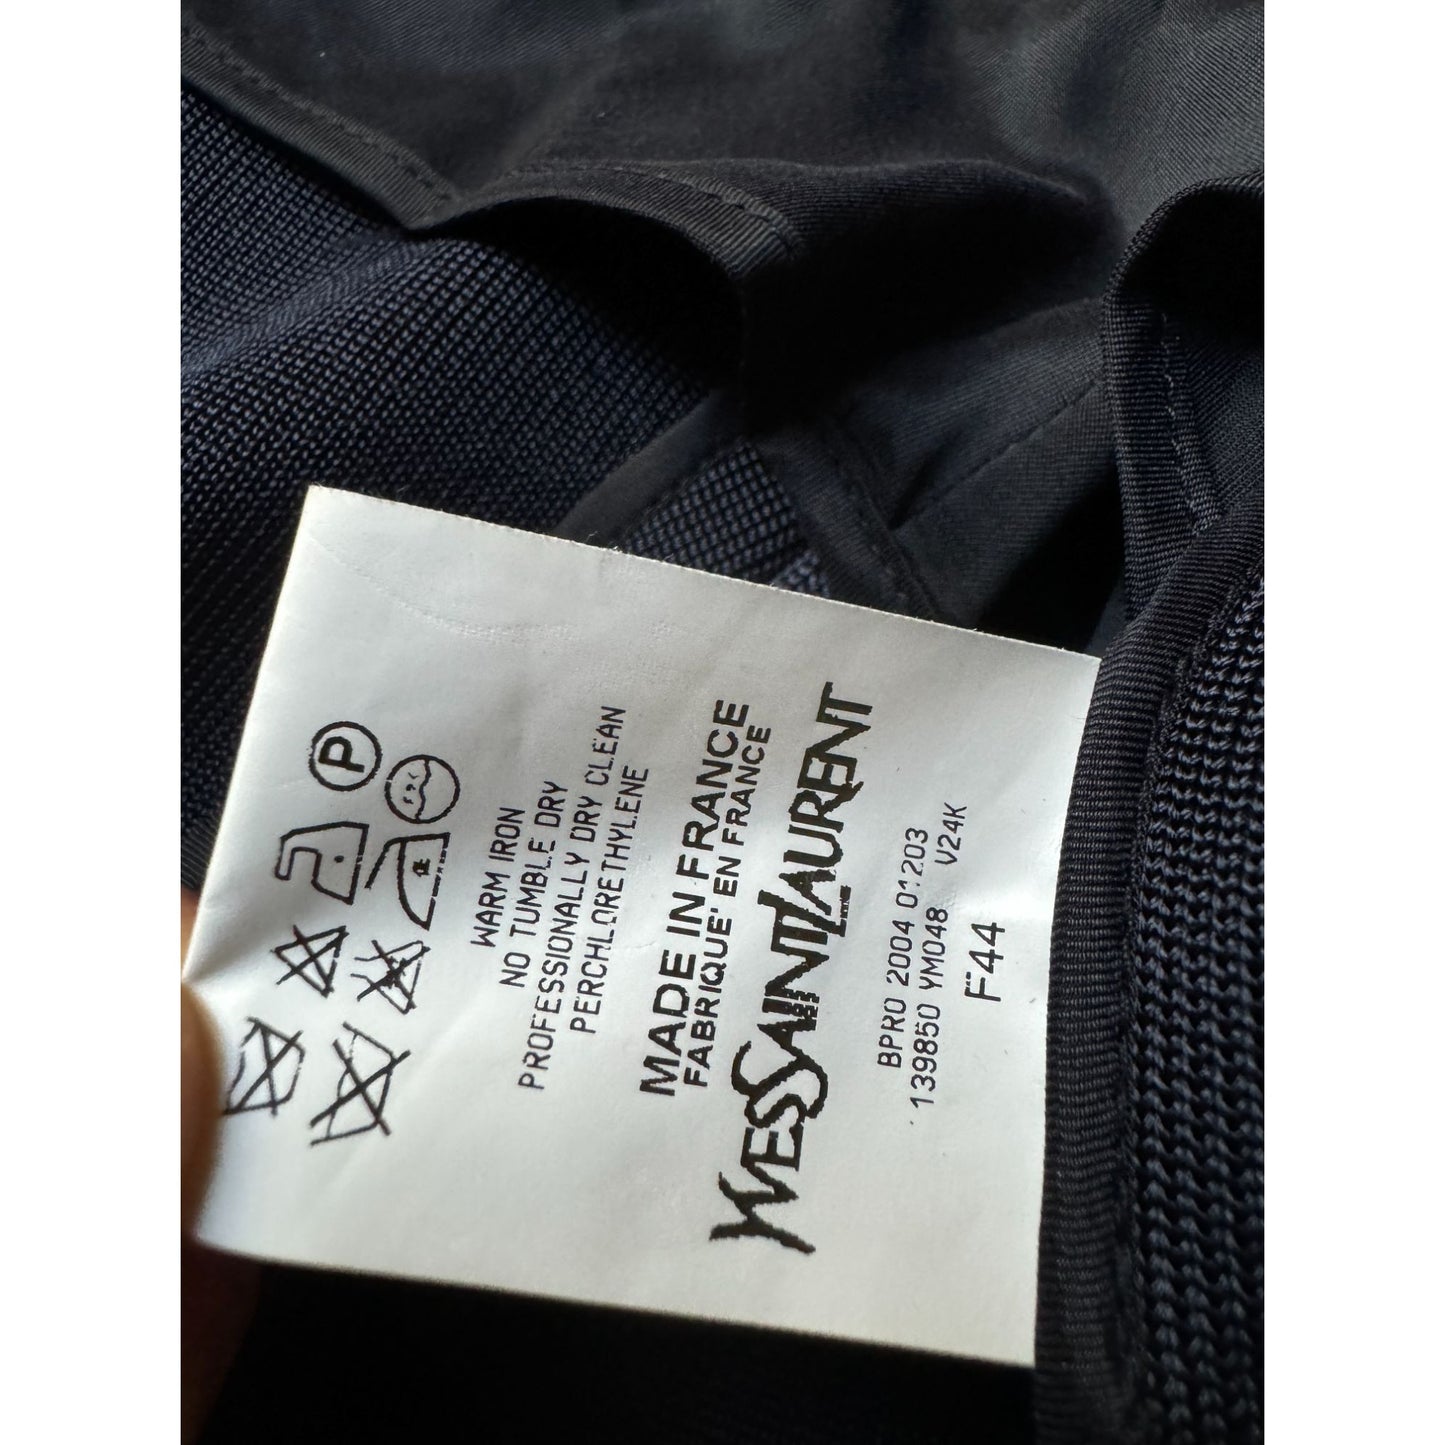 P
WARM IRON
NO TUMBLE DRY
PROFESSIONALLY DRY CLEAN
PERCHLORETHYLENE
MADE IN FRANCE
FABRIQUE' EN FRANCE
YVESSAINTLAURENT
BPRO 2004 01203
139850 YM048 V24K
F44